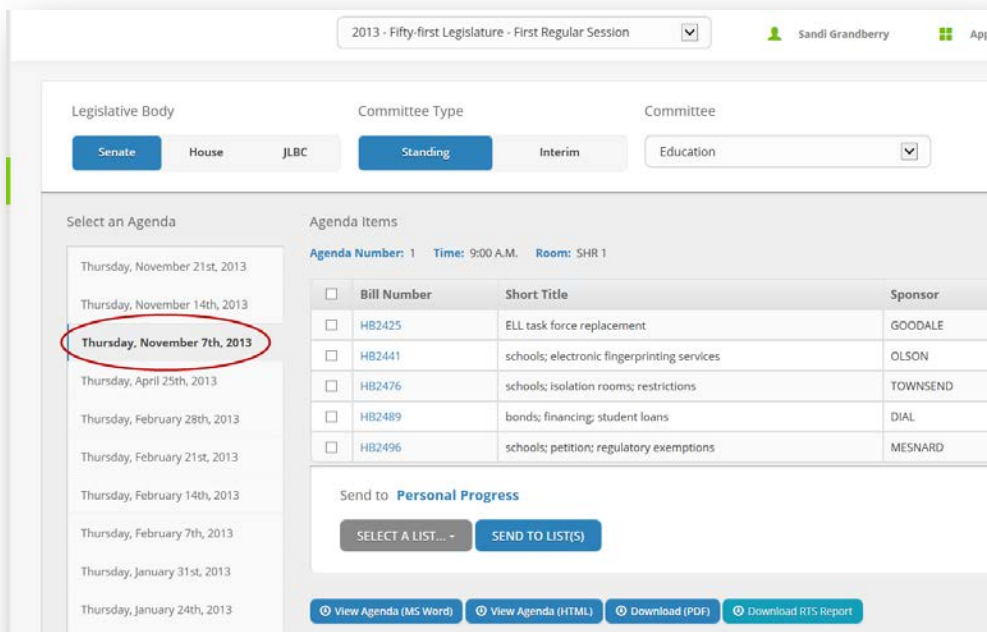 2013 - Fifty-first Legislature - First Regular Session
Sandi Grandberry
App
Legislative Body
Committee Type
Committee
Senate House JLBC
Standing Interim
Education
Select an Agenda
Thursday, November 21st, 2013
Thursday, November 14th, 2013
Thursday, November 7th, 2013
Thursday, April 25th, 2013
Thursday, February 28th, 2013
Thursday, February 21st, 2013
Thursday, February 14th, 2013
Thursday, February 7th, 2013
Thursday, January 31st, 2013
Thursday, January 24th, 2013
Agenda Items
Agenda Number: 1 Time: 9:00 A.M. Room: SHR 1
Bill Number Short Title Sponsor
HB2425 ELL task force replacement GOODALE
HB2441 schools; electronic fingerprinting services OLSON
HB2476 schools; isolation rooms; restrictions TOWNSEND
HB2489 bonds; financing; student loans DIAL
HB2496 schools; petition; regulatory exemptions MESNARD
Send to Personal Progress
SELECT A LIST... SEND TO LIST(S)
View Agenda (MS Word) View Agenda (HTML) Download (PDF) Download RTS Report